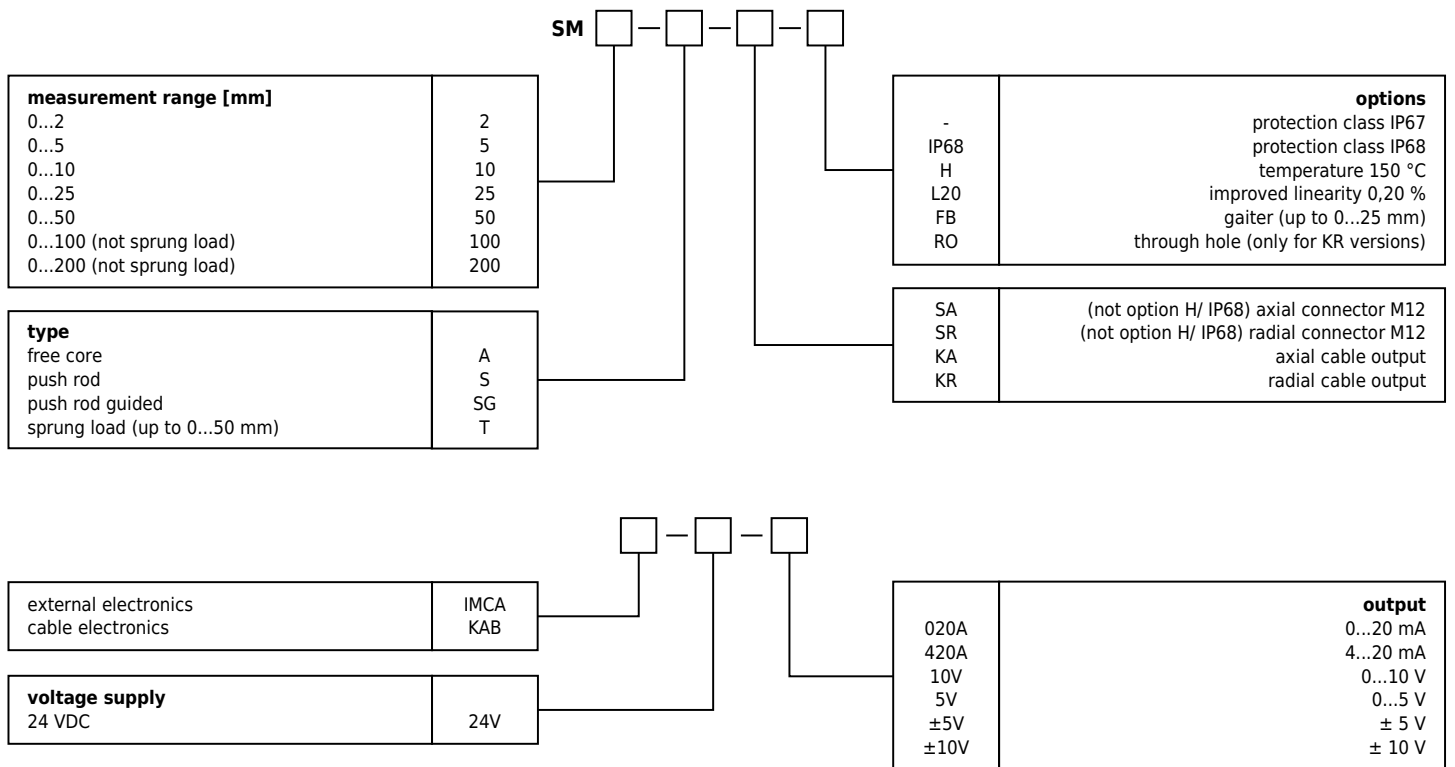 SM — — —
measurement range [mm]
0...2 2
0...5 5
0...10 10
0...25 25
0...50 50
0...100 (not sprung load) 100
0...200 (not sprung load) 200
type
free core A
push rod S
push rod guided SG
sprung load (up to 0...50 mm) T
options
- protection class IP67
IP68 protection class IP68
H temperature 150 °C
L20 improved linearity 0,20 %
FB gaiter (up to 0...25 mm)
RO through hole (only for KR versions)
SA (not option H/ IP68) axial connector M12
SR (not option H/ IP68) radial connector M12
KA axial cable output
KR radial cable output
— —
external electronics IMCA
cable electronics KAB
voltage supply
24 VDC 24V
output
020A 0...20 mA
420A 4...20 mA
10V 0...10 V
5V 0...5 V
±5V ± 5 V
±10V ± 10 V